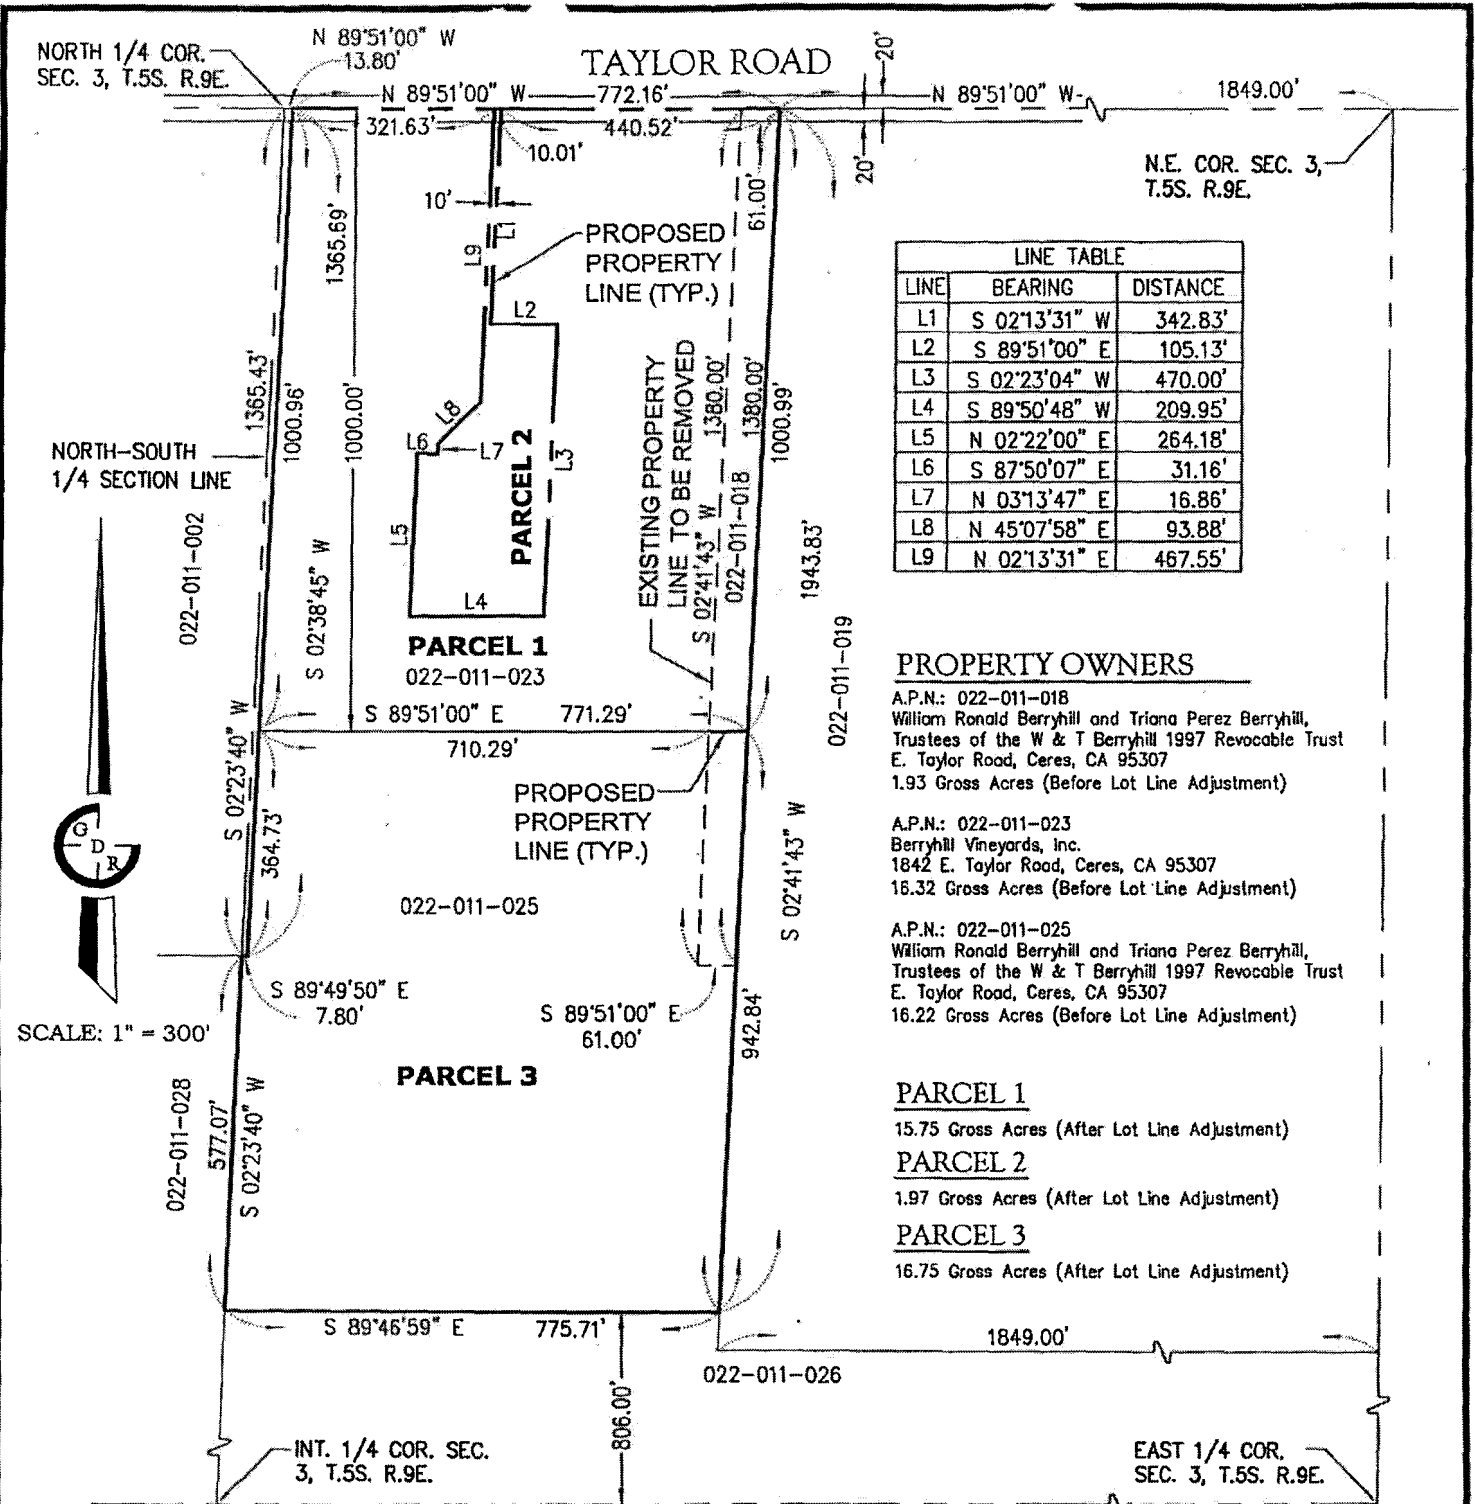 NORTH 1/4 COR.
SEC. 3, T.5S. R.9E.
N 89°51'00" W
13.80'
TAYLOR ROAD
20'
N 89°51'00" W
772.16'
N 89°51'00" W
1849.00'
321.63'
440.52'
10.01'
20'
N.E. COR. SEC. 3,
T.5S. R.9E.
10'
61.00'
1365.69'
L9
L1
PROPOSED
PROPERTY
LINE (TYP.)
L2
LINE TABLE
LINE BEARING DISTANCE
L1 S 02°13'31" W 342.83'
L2 S 89°51'00" E 105.13'
L3 S 02°23'04" W 470.00'
L4 S 89°50'48" W 209.95'
L5 N 02°22'00" E 264.18'
L6 S 87°50'07" E 31.16'
L7 N 03°13'47" E 16.86'
L8 N 45°07'58" E 93.88'
L9 N 02°13'31" E 467.55'
1365.43'
1000.96'
1000.00'
L8
L6
L7
L3
L5
L4
PARCEL 2
EXISTING PROPERTY
LINE TO BE REMOVED
S 02°41'43" W 1380.00'
022-011-018
1380.00'
1000.99'
NORTH-SOUTH
1/4 SECTION LINE
022-011-002
S 02°38'45" W
1943.83'
022-011-019
PARCEL 1
022-011-023
S 89°51'00" E 771.29'
710.29'
S 02°23'40" W
364.73'
PROPOSED
PROPERTY
LINE (TYP.)
S 02°41'43" W
G
D
R
022-011-025
S 89°49'50" E
7.80'
S 89°51'00" E
61.00'
942.84'
SCALE: 1" = 300'
PARCEL 3
022-011-028
577.07'
S 02°23'40" W
PROPERTY OWNERS
A.P.N.: 022-011-018
William Ronald Berryhill and Triana Perez Berryhill,
Trustees of the W & T Berryhill 1997 Revocable Trust
E. Taylor Road, Ceres, CA 95307
1.93 Gross Acres (Before Lot Line Adjustment)
A.P.N.: 022-011-023
Berryhill Vineyards, Inc.
1842 E. Taylor Road, Ceres, CA 95307
16.32 Gross Acres (Before Lot Line Adjustment)
A.P.N.: 022-011-025
William Ronald Berryhill and Triana Perez Berryhill,
Trustees of the W & T Berryhill 1997 Revocable Trust
E. Taylor Road, Ceres, CA 95307
16.22 Gross Acres (Before Lot Line Adjustment)
PARCEL 1
15.75 Gross Acres (After Lot Line Adjustment)
PARCEL 2
1.97 Gross Acres (After Lot Line Adjustment)
PARCEL 3
16.75 Gross Acres (After Lot Line Adjustment)
S 89°46'59" E 775.71'
1849.00'
022-011-026
806.00'
INT. 1/4 COR. SEC.
3, T.5S. R.9E.
EAST 1/4 COR.
SEC. 3, T.5S. R.9E.